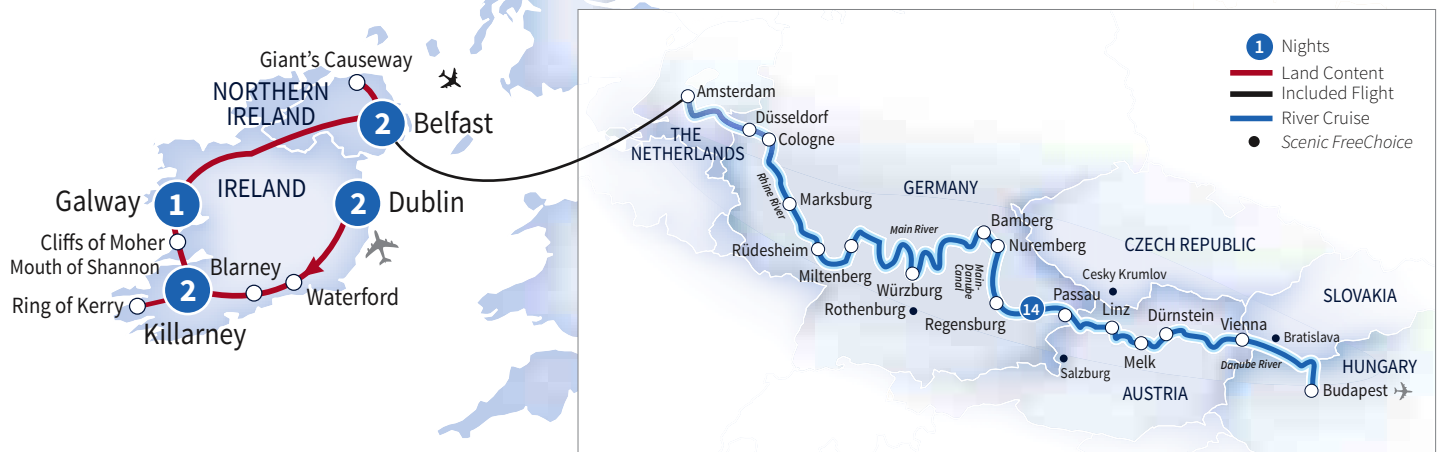 Giant's Causeway
NORTHERN
IRELAND
2
Belfast
IRELAND
Galway
1
2
Dublin
Cliffs of Moher
Mouth of Shannon
Blarney
2
Ring of Kerry
Waterford
Killarney
1
Nights
Land Content
Included Flight
River Cruise
Scenic FreeChoice
Amsterdam
Düsseldorf
THE
NETHERLANDS
Cologne
Rhine River
Marksburg
GERMANY
Rüdesheim
Miltenberg
Main River
Bamberg
Nuremberg
Würzburg
Main-
Danube
Canal
Rothenburg
Regensburg
14
CZECH REPUBLIC
Cesky Krumlov
Passau
Linz
Dürnstein
Vienna
SLOVAKIA
Bratislava
Salzburg
Melk
Danube River
HUNGARY
AUSTRIA
Budapest